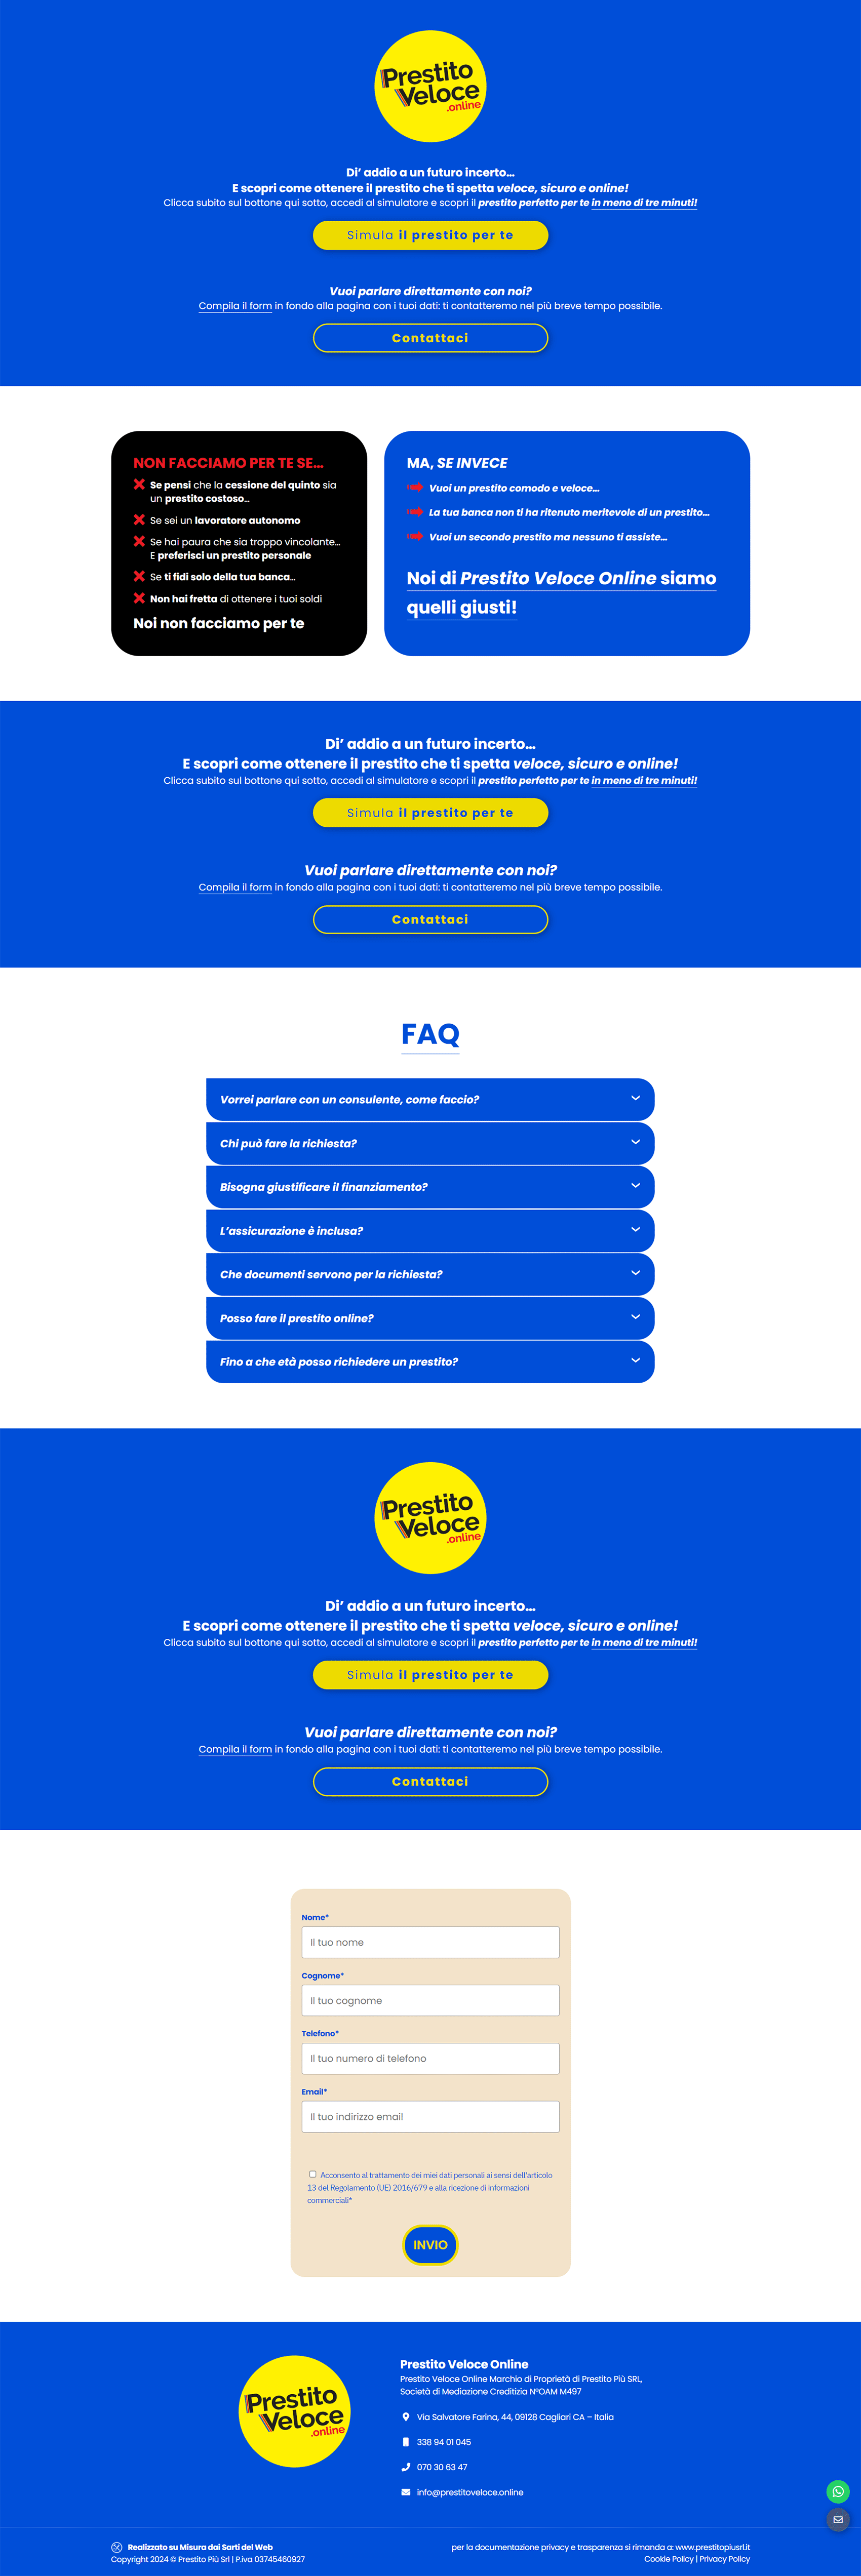 Prestito
Veloce
.online
Di’ addio a un futuro incerto...
E scopri come ottenere il prestito che ti spetta veloce, sicuro e online!
Clicca subito sul bottone qui sotto, accedi al simulatore e scopri il prestito perfetto per te in meno di tre minuti!
Simula il prestito per te
Vuoi parlare direttamente con noi?
Compila il form in fondo alla pagina con i tuoi dati: ti contatteremo nel più breve tempo possibile.
Contattaci
NON FACCIAMO PER TE SE...
Se pensi che la cessione del quinto sia
un prestito costoso...
Se sei un lavoratore autonomo
Se hai paura che sia troppo vincolante...
E preferisci un prestito personale
Se ti fidi solo della tua banca...
Non hai fretta di ottenere i tuoi soldi
Noi non facciamo per te
MA, SE INVECE
Vuoi un prestito comodo e veloce...
La tua banca non ti ha ritenuto meritevole di un prestito...
Vuoi un secondo prestito ma nessuno ti assiste...
Noi di Prestito Veloce Online siamo
quelli giusti!
Di’ addio a un futuro incerto...
E scopri come ottenere il prestito che ti spetta veloce, sicuro e online!
Clicca subito sul bottone qui sotto, accedi al simulatore e scopri il prestito perfetto per te in meno di tre minuti!
Simula il prestito per te
Vuoi parlare direttamente con noi?
Compila il form in fondo alla pagina con i tuoi dati: ti contatteremo nel più breve tempo possibile.
Contattaci
FAQ
Vorrei parlare con un consulente, come faccio?
Chi può fare la richiesta?
Bisogna giustificare il finanziamento?
L’assicurazione è inclusa?
Che documenti servono per la richiesta?
Posso fare il prestito online?
Fino a che età posso richiedere un prestito?
Prestito
Veloce
.online
Di’ addio a un futuro incerto...
E scopri come ottenere il prestito che ti spetta veloce, sicuro e online!
Clicca subito sul bottone qui sotto, accedi al simulatore e scopri il prestito perfetto per te in meno di tre minuti!
Simula il prestito per te
Vuoi parlare direttamente con noi?
Compila il form in fondo alla pagina con i tuoi dati: ti contatteremo nel più breve tempo possibile.
Contattaci
Nome*
Il tuo nome
Cognome*
Il tuo cognome
Telefono*
Il tuo numero di telefono
Email*
Il tuo indirizzo email
Acconsento al trattamento dei miei dati personali ai sensi dell'articolo
13 del Regolamento (UE) 2016/679 e alla ricezione di informazioni
commerciali*
INVIO
Prestito
Veloce
.online
Prestito Veloce Online
Prestito Veloce Online Marchio di Proprietà di Prestito Più SRL,
Società di Mediazione Creditizia N°OAM M497
Via Salvatore Farina, 44, 09128 Cagliari CA – Italia
338 94 01 045
070 30 63 47
info@prestitoveloce.online
Realizzato su Misura dai Sarti del Web
Copyright 2024 © Prestito Più Srl | P.iva 03745460927
per la documentazione privacy e trasparenza si rimanda a: www.prestitopiusrl.it
Cookie Policy | Privacy Policy